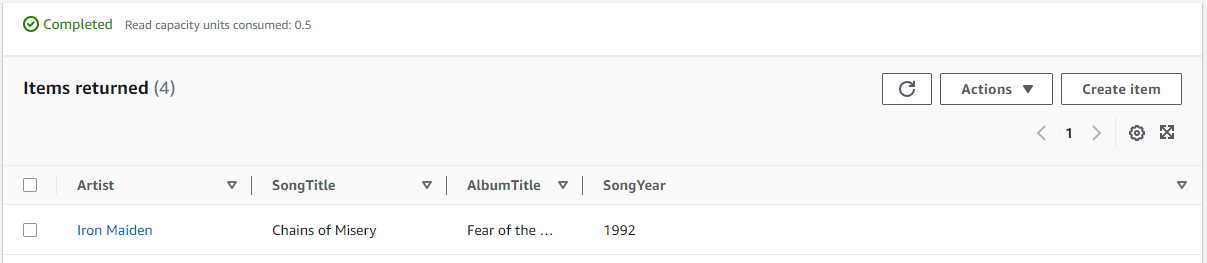 Completed Read capacity units consumed: 0.5
Items returned (4) Actions Create item
1
Artist SongTitle AlbumTitle SongYear
Iron Maiden Chains of Misery Fear of the ... 1992